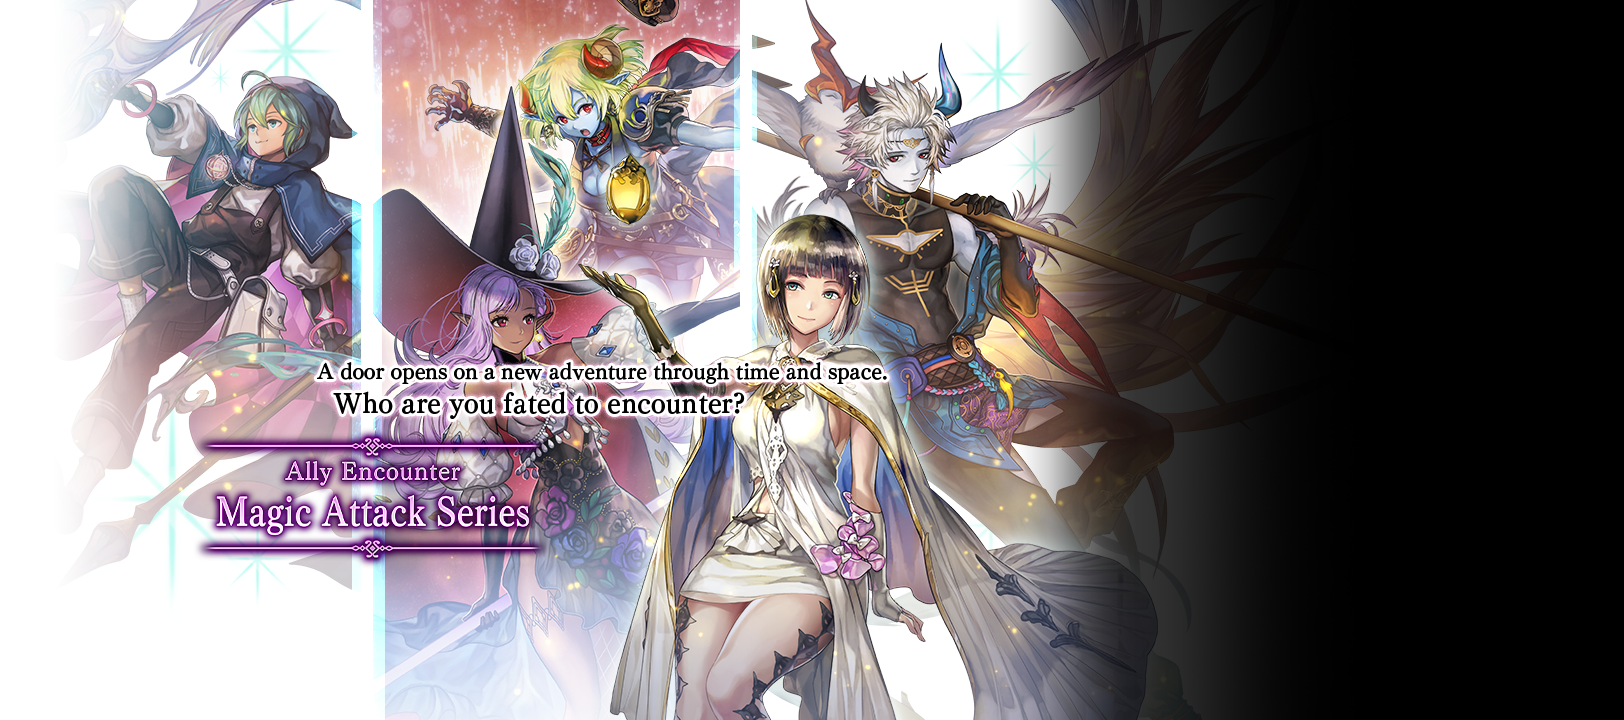 A door opens on a new adventure through time and space.
Who are you fated to encounter?
Ally Encounter
Magic Attack Series